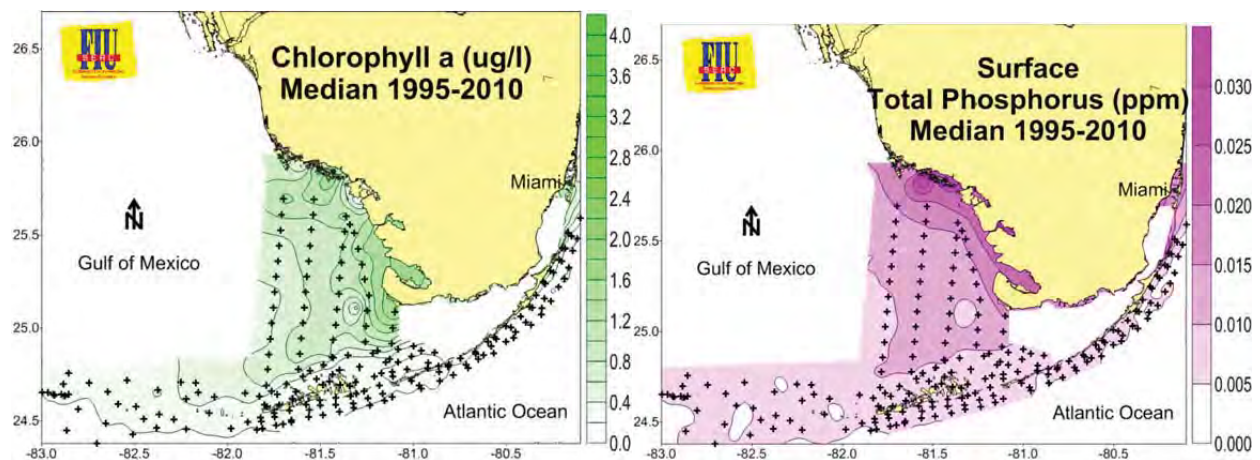 FIU
SERC
Chlorophyll a (ug/l)
Median 1995-2010
Miami
N
Gulf of Mexico
Atlantic Ocean
26.5
26.0
25.5
25.0
24.5
-83.0
-82.5
-82.0
-81.5
-81.0
-80.5
4.0
3.6
3.2
2.8
2.4
2.0
1.6
1.2
0.8
0.4
0.0
FIU
SERC
Surface
Total Phosphorus (ppm)
Median 1995-2010
Miami
N
Gulf of Mexico
Atlantic Ocean
26.5
26.0
25.5
25.0
24.5
-83.0
-82.5
-82.0
-81.5
-81.0
-80.5
0.030
0.025
0.020
0.015
0.010
0.005
0.000